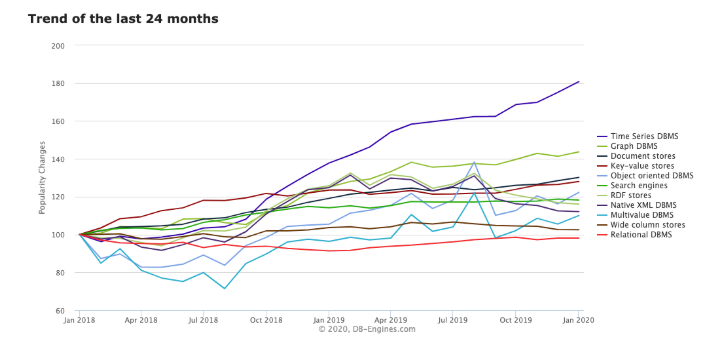 Trend of the last 24 months
200
180
160
140
120
100
80
60
Popularity Changes
Jan 2018
Apr 2018
Jul 2018
Oct 2018
Jan 2019
Apr 2019
Jul 2019
Oct 2019
Jan 2020
© 2020, DB-Engines.com
Time Series DBMS
Graph DBMS
Document stores
Key-value stores
Object oriented DBMS
Search engines
RDF stores
Native XML DBMS
Multivalue DBMS
Wide column stores
Relational DBMS